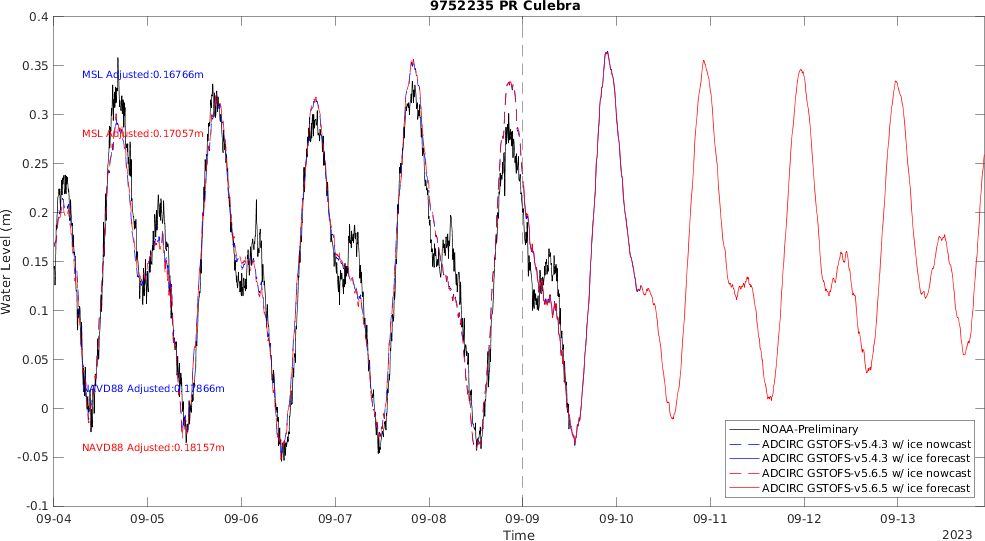 9752235 PR Culebra
0.4
0.35
0.3
0.25
0.2
0.15
0.1
0.05
0
-0.05
-0.1
Water Level (m)
MSL Adjusted:0.16766m
MSL Adjusted:0.17057m
NAVD88 Adjusted:0.17866m
NAVD88 Adjusted:0.18157m
NOAA-Preliminary
ADCIRC GSTOFS-v5.4.3 w/ ice nowcast
ADCIRC GSTOFS-v5.4.3 w/ ice forecast
ADCIRC GSTOFS-v5.6.5 w/ ice nowcast
ADCIRC GSTOFS-v5.6.5 w/ ice forecast
09-04 09-05 09-06 09-07 09-08 09-09 09-10 09-11 09-12 09-13
Time
2023